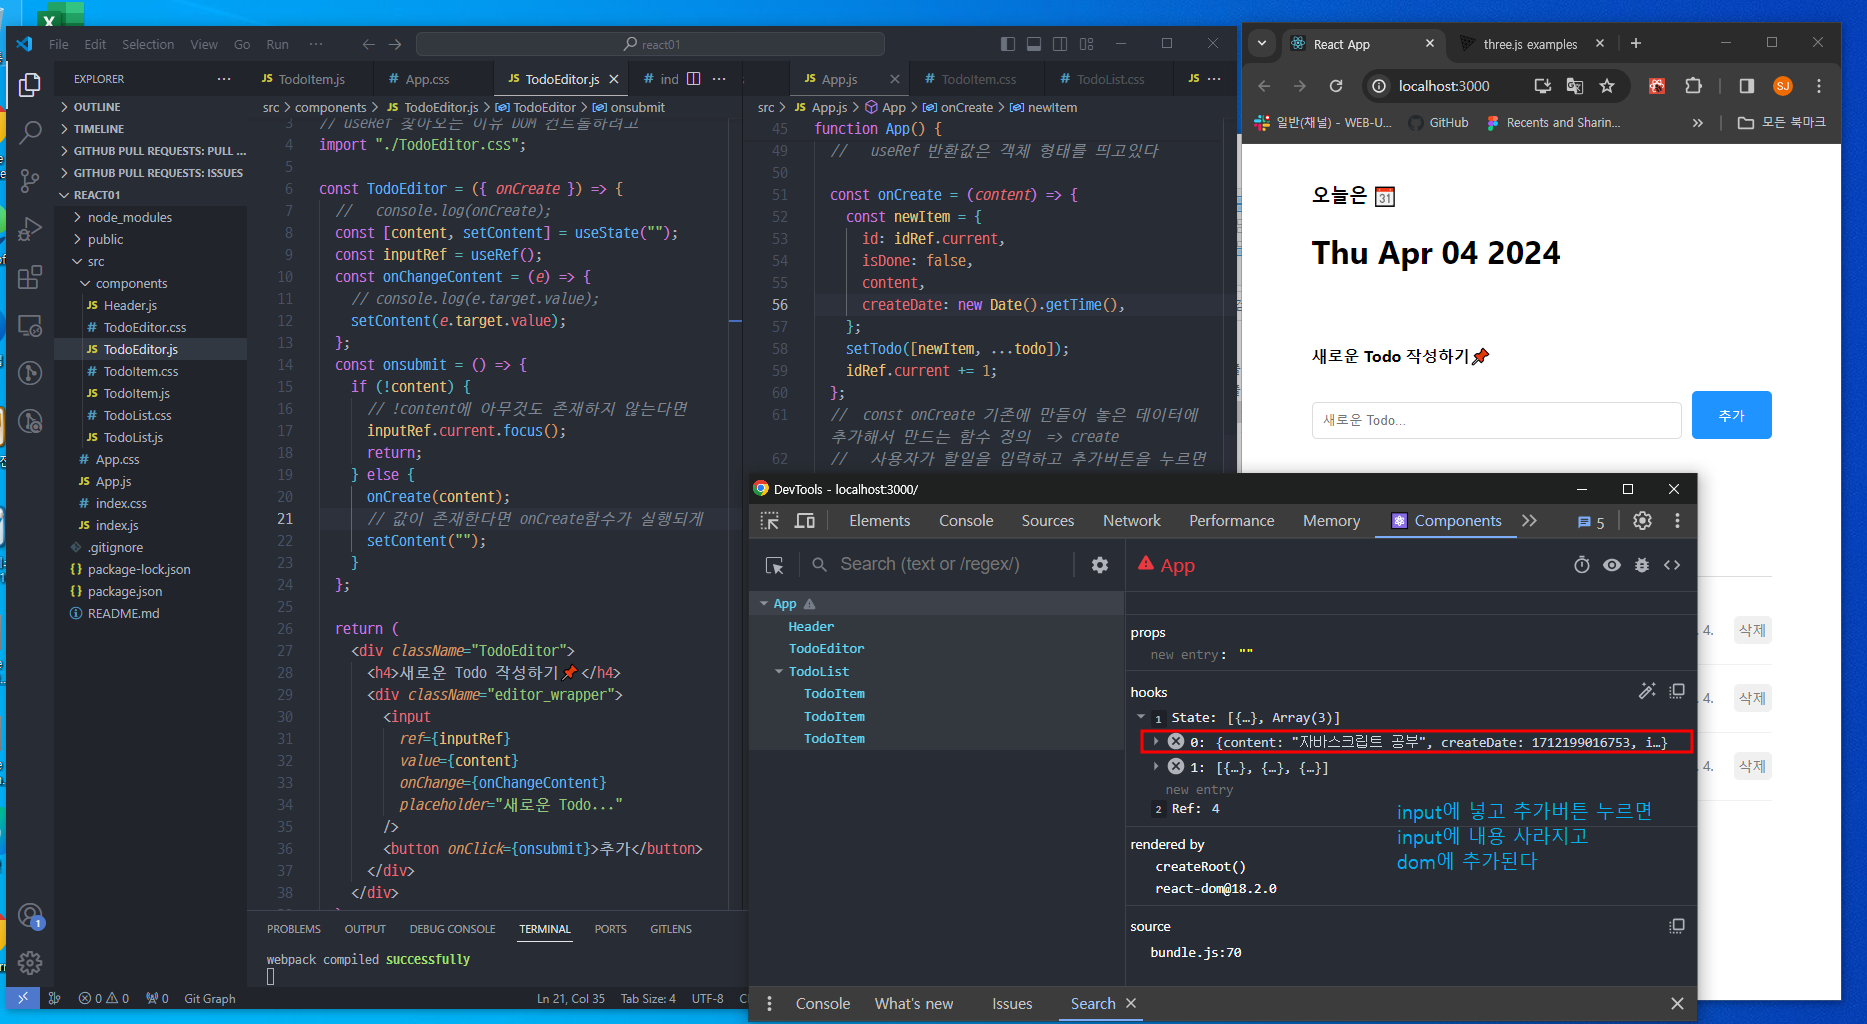 File Edit Selection View Go Run ··· react01
EXPLORER ···
OUTLINE
TIMELINE
GITHUB PULL REQUESTS: PULL ...
GITHUB PULL REQUESTS: ISSUES
REACT01
node_modules
public
src
components
JS Header.js
# TodoEditor.css
JS TodoEditor.js
# TodoItem.css
JS TodoItem.js
# TodoList.css
JS TodoList.js
# App.css
JS App.js
# index.css
JS index.js
.gitignore
{} package-lock.json
{} package.json
README.md
1
JS TodoItem.js # App.css JS TodoEditor.js # ind ···
src > components > JS TodoEditor.js > TodoEditor > onsubmit
3 // useRef 찾아오는 이유 DOM 컨트롤하려고
4 import "./TodoEditor.css";
5
6 const TodoEditor = ({ onCreate }) => {
7 // console.log(onCreate);
8 const [content, setContent] = useState("");
9 const inputRef = useRef();
10 const onChangeContent = (e) => {
11 // console.log(e.target.value);
12 setContent(e.target.value);
13 };
14 const onsubmit = () => {
15 if (!content) {
16 // !content에 아무것도 존재하지 않는다면
17 inputRef.current.focus();
18 return;
19 } else {
20 onCreate(content);
21 // 값이 존재한다면 onCreate함수가 실행되게
22 setContent("");
23 }
24 };
25
26 return (
27 <div className="TodoEditor">
28 <h4>새로운 Todo 작성하기📌</h4>
29 <div className="editor_wrapper">
30 <input
31 ref={inputRef}
32 value={content}
33 onChange={onChangeContent}
34 placeholder="새로운 Todo..."
35 />
36 <button onClick={onsubmit}>추가</button>
37 </div>
38 </div>
PROBLEMS OUTPUT DEBUG CONSOLE TERMINAL PORTS GITLENS
webpack compiled successfully
0 0 0 Git Graph Ln 21, Col 35 Tab Size: 4 UTF-8
JS App.js # TodoItem.css # TodoList.css JS ···
src > JS App.js > App > onCreate > newItem
45 function App() {
49 // useRef 반환값은 객체 형태를 띄고있다
50
51 const onCreate = (content) => {
52 const newItem = {
53 id: idRef.current,
54 isDone: false,
55 content,
56 createDate: new Date().getTime(),
57 };
58 setTodo([newItem, ...todo]);
59 idRef.current += 1;
60 };
61 // const onCreate 기존에 만들어 놓은 데이터에
추가해서 만드는 함수 정의 => create
62 // 사용자가 할일을 입력하고 추가버튼을 누르면
React App three.js examples
localhost:3000 SJ
일반(채널) - WEB-U... GitHub Recents and Sharin... » 모든 북마크
오늘은 📅
Thu Apr 04 2024
새로운 Todo 작성하기📌
새로운 Todo... 추가
4. 삭제
4. 삭제
4. 삭제
DevTools - localhost:3000/
Elements Console Sources Network Performance Memory Components » 5
Search (text or /regex/) App
App
Header
TodoEditor
TodoList
TodoItem
TodoItem
TodoItem
props
new entry: ""
hooks
1 State: [{…}, Array(3)]
0: {content: "자바스크립트 공부", createDate: 1712199016753, i…}
1: [{…}, {…}, {…}]
new entry
2 Ref: 4
input에 넣고 추가버튼 누르면
input에 내용 사라지고
dom에 추가된다
rendered by
createRoot()
react-dom@18.2.0
source
bundle.js:70
Console What's new Issues Search